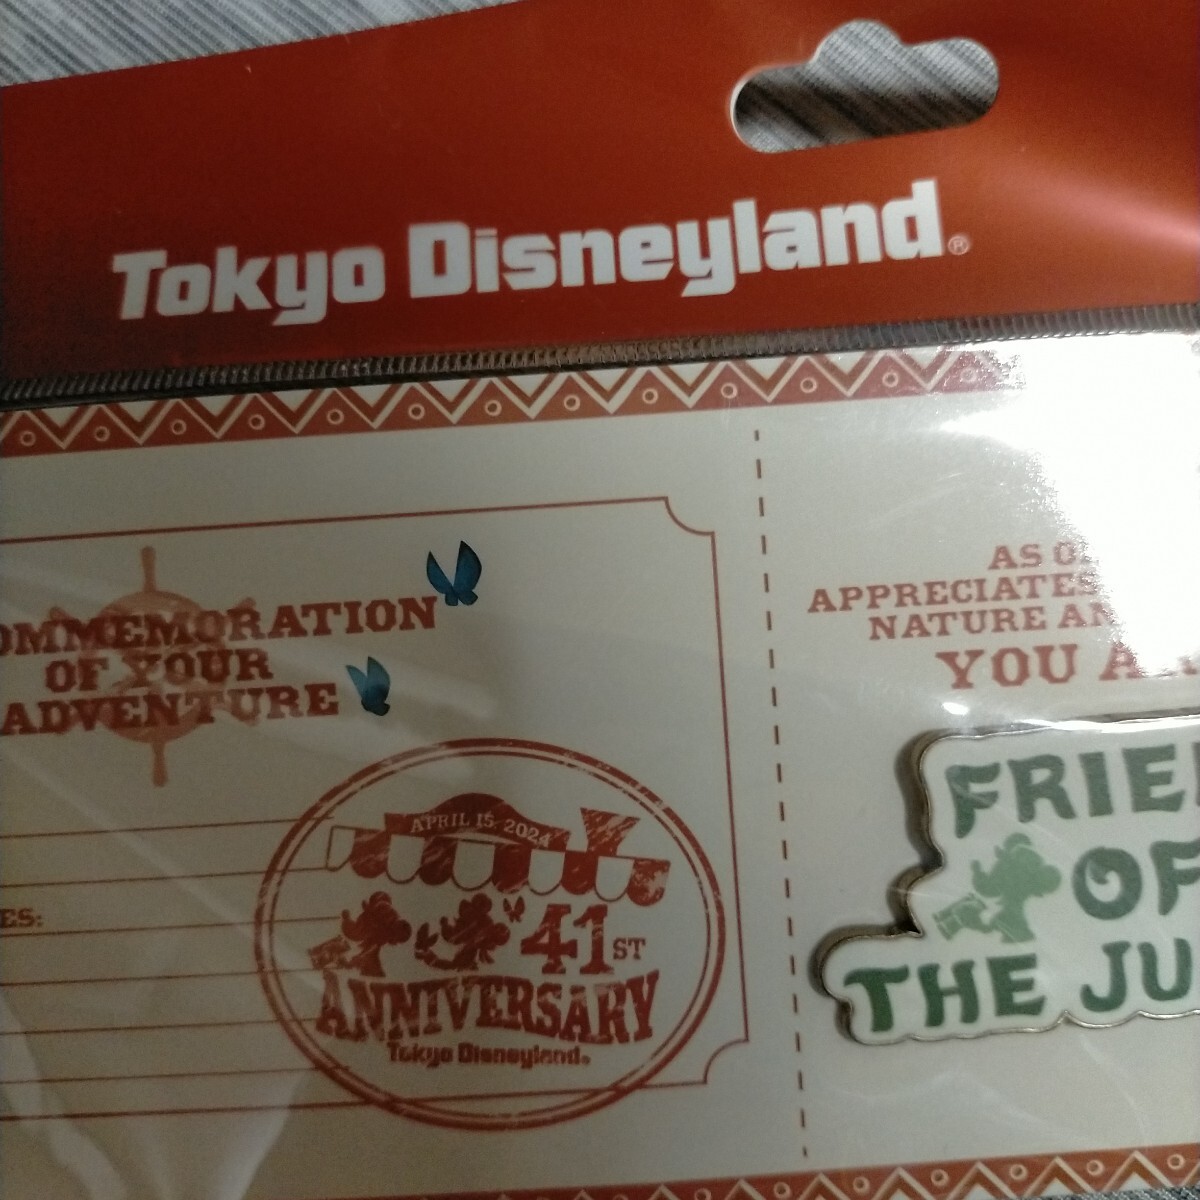 Tokyo Disneyland®
OMMEMORATION
OF YOUR
ADVENTURE
ES:
APRIL 15, 2024
41ST
ANNIVERSARY
Tokyo Disneyland®
AS
APPRECIATES
NATURE AN
YOU
FRIE
OF
THE JU